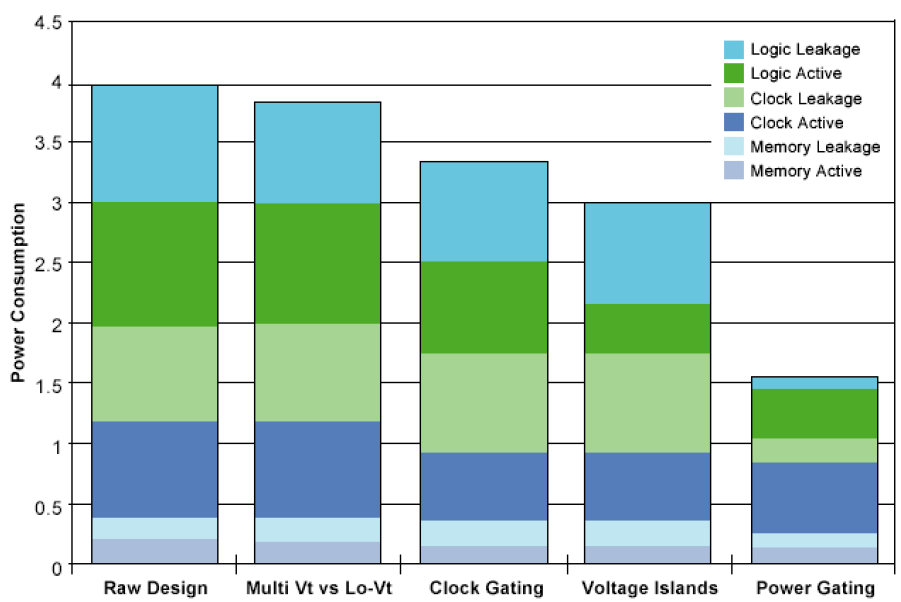 Power Consumption
4.5
4
3.5
3
2.5
2
1.5
1
0.5
0
Logic Leakage
Logic Active
Clock Leakage
Clock Active
Memory Leakage
Memory Active
Raw Design
Multi Vt vs Lo-Vt
Clock Gating
Voltage Islands
Power Gating